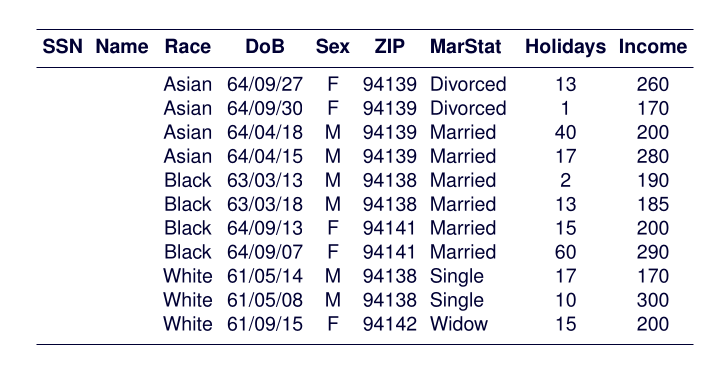 SSN Name Race DoB Sex ZIP MarStat Holidays Income
Asian 64/09/27 F 94139 Divorced 13 260
Asian 64/09/30 F 94139 Divorced 1 170
Asian 64/04/18 M 94139 Married 40 200
Asian 64/04/15 M 94139 Married 17 280
Black 63/03/13 M 94138 Married 2 190
Black 63/03/18 M 94138 Married 13 185
Black 64/09/13 F 94141 Married 15 200
Black 64/09/07 F 94141 Married 60 290
White 61/05/14 M 94138 Single 17 170
White 61/05/08 M 94138 Single 10 300
White 61/09/15 F 94142 Widow 15 200